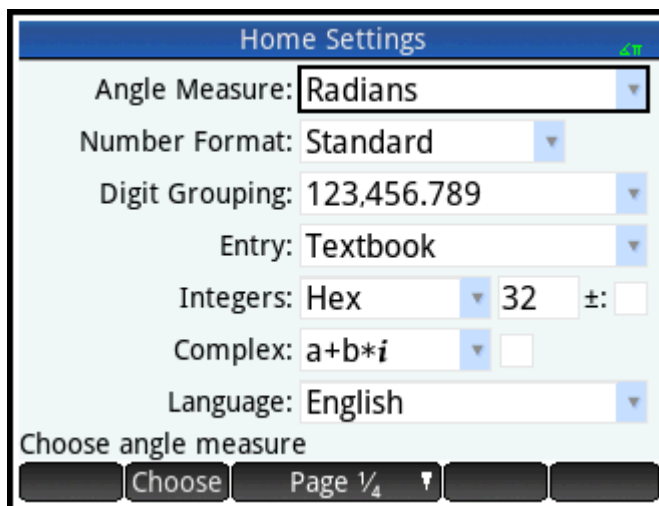 Home Settings
∡π
Angle Measure: Radians
Number Format: Standard
Digit Grouping: 123,456.789
Entry: Textbook
Integers: Hex 32 ±:
Complex: a+b*i
Language: English
Choose angle measure
Choose Page ¼